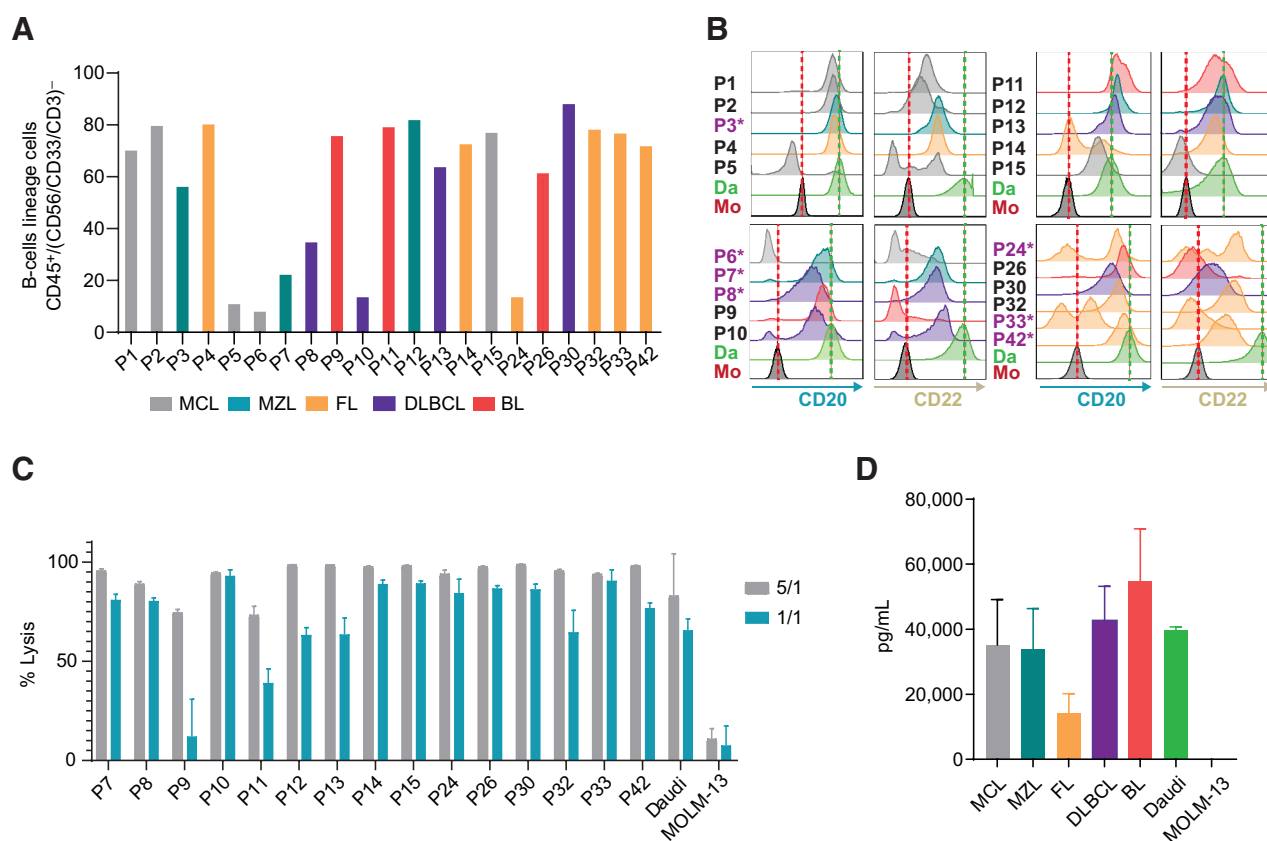 A
B-cells lineage cells
CD45⁺/(CD56/CD33/CD3)⁻
100
80
60
40
20
0
P1 P2 P3 P4 P5 P6 P7 P8 P9 P10 P11 P12 P13 P14 P15 P24 P26 P30 P32 P33 P42
MCL MZL FL DLBCL BL
B
P1
P2
P3*
P4
P5
Da
Mo
P11
P12
P13
P14
P15
Da
Mo
P6*
P7*
P8*
P9
P10
Da
Mo
P24*
P26
P30
P32
P33*
P42*
Da
Mo
CD20 CD22 CD20 CD22
C
% Lysis
100
50
0
P7 P8 P9 P10 P11 P12 P13 P14 P15 P24 P26 P30 P32 P33 P42 Daudi MOLM-13
5/1
1/1
D
pg/mL
80,000
60,000
40,000
20,000
0
MCL MZL FL DLBCL BL Daudi MOLM-13